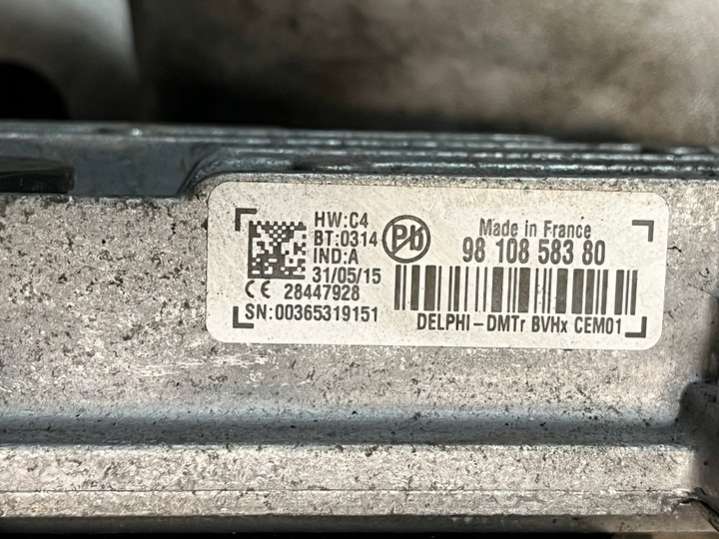 HW:C4
BT:0314
IND:A
31/05/15
CE 28447928
SN:00365319151
Pb
Made in France
98 108 583 80
DELPHI-DMTr BVHx CEM01